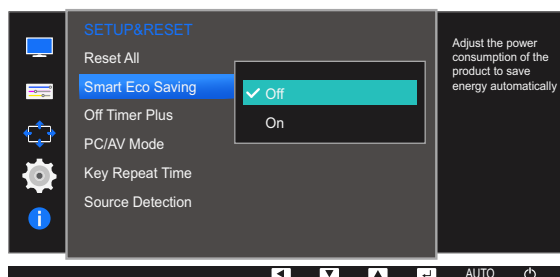 SETUP&RESET
Reset All
Smart Eco Saving
Off Timer Plus
PC/AV Mode
Key Repeat Time
Source Detection
Off
On
Adjust the power
consumption of the
product to save
energy automatically
AUTO